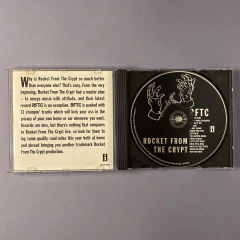 Why is Rocket From The Crypt so much better
than everyone else? That's easy. From the very
beginning, Rocket From The Crypt had a master plan
- to merge music with attitude, and their latest
record RFTC is no exception. RFTC is packed with
13 stompin' tracks which will kick your ass in the
privacy of your own home or car whenever you want.
Records are nice, but there's nothing that compares
to Rocket From The Crypt live, so look for them to
log some quality road miles this year both at home
and abroad bringing you another trademark Rocket
From The Crypt production.
RFTC
ROCKET FROM
THE CRYPT